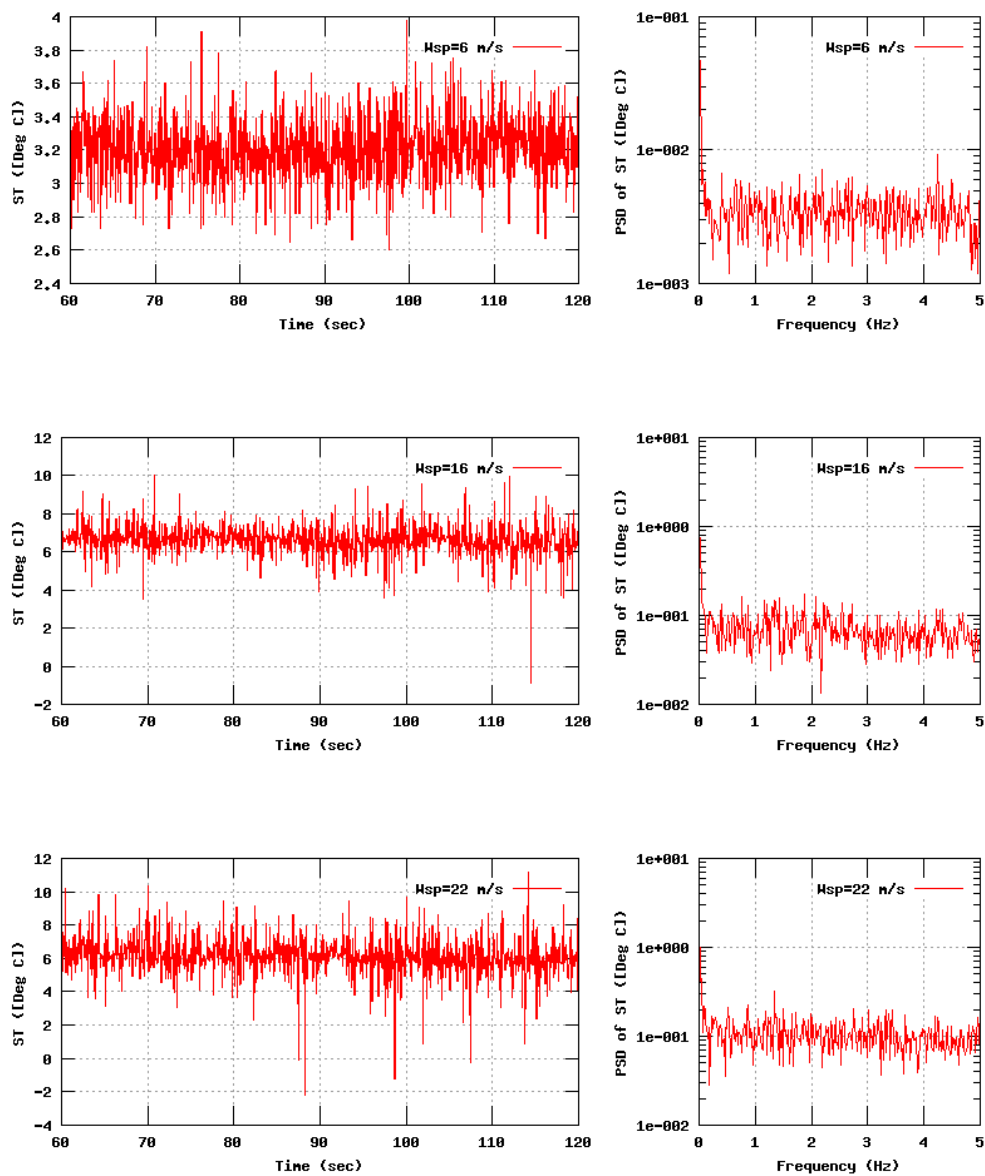 4
3.8
3.6
3.4
3.2
3
2.8
2.6
2.4
ST ([Deg C])
Wsp=6 m/s
60 70 80 90 100 110 120
Time (sec)
1e-001
1e-002
1e-003
PSD of ST ([Deg C])
Wsp=6 m/s
0 1 2 3 4 5
Frequency (Hz)
12
10
8
6
4
2
0
-2
ST ([Deg C])
Wsp=16 m/s
60 70 80 90 100 110 120
Time (sec)
1e+001
1e+000
1e-001
1e-002
PSD of ST ([Deg C])
Wsp=16 m/s
0 1 2 3 4 5
Frequency (Hz)
12
10
8
6
4
2
0
-2
-4
ST ([Deg C])
Wsp=22 m/s
60 70 80 90 100 110 120
Time (sec)
1e+001
1e+000
1e-001
1e-002
PSD of ST ([Deg C])
Wsp=22 m/s
0 1 2 3 4 5
Frequency (Hz)